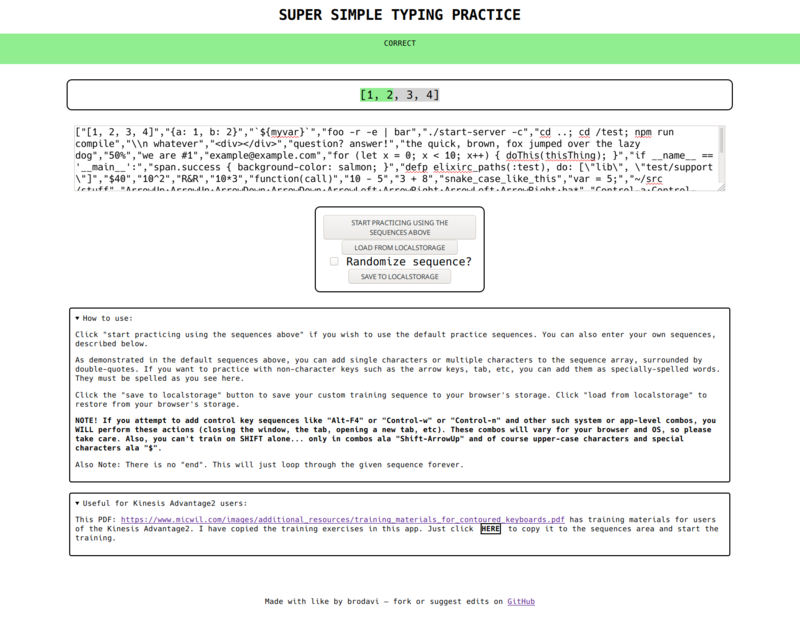 SUPER SIMPLE TYPING PRACTICE
CORRECT
[1, 2, 3, 4]
["[1, 2, 3, 4]","{a: 1, b: 2}","`${myvar}`","foo -r -e | bar","./start-server -c","cd ..; cd /test; npm run
compile","\\n whatever","<div></div>","question? answer!","the quick, brown, fox jumped over the lazy
dog","50%","we are #1","example@example.com","for (let x = 0; x < 10; x++) { doThis(thisThing); }","if __name__ ==
'__main__':","span.success { background-color: salmon; }","defp elixirc_paths(:test), do: [\"lib\", \"test/support
\"]","$40","10^2","R&R","10*3","function(call)","10 - 5","3 + 8","snake_case_like_this","var = 5;","~/src
START PRACTICING USING THE
SEQUENCES ABOVE
LOAD FROM LOCALSTORAGE
Randomize sequence?
SAVE TO LOCALSTORAGE
▾ How to use:
Click "start practicing using the sequences above" if you wish to use the default practice sequences. You can also enter your own sequences,
described below.
As demonstrated in the default sequences above, you can add single characters or multiple characters to the sequence array, surrounded by
double-quotes. If you want to practice with non-character keys such as the arrow keys, tab, etc, you can add them as specially-spelled words.
They must be spelled as you see here.
Click the "save to localstorage" button to save your custom training sequence to your browser's storage. Click "load from localstorage" to
restore from your browser's storage.
NOTE! If you attempt to add control key sequences like "Alt-F4" or "Control-w" or "Control-n" and other such system or app-level combos, you
WILL perform these actions (closing the window, the tab, opening a new tab, etc). These combos will vary for your browser and OS, so please
take care. Also, you can't train on SHIFT alone... only in combos ala "Shift-ArrowUp" and of course upper-case characters and special
characters ala "$".
Also Note: There is no "end". This will just loop through the given sequence forever.
▾ Useful for Kinesis Advantage2 users:
This PDF: https://www.micwil.com/images/additional_resources/training_materials_for_contoured_keyboards.pdf has training materials for users
of the Kinesis Advantage2. I have copied the training exercises in this app. Just click HERE to copy it to the sequences area and start the
training.
Made with like by brodavi — fork or suggest edits on GitHub